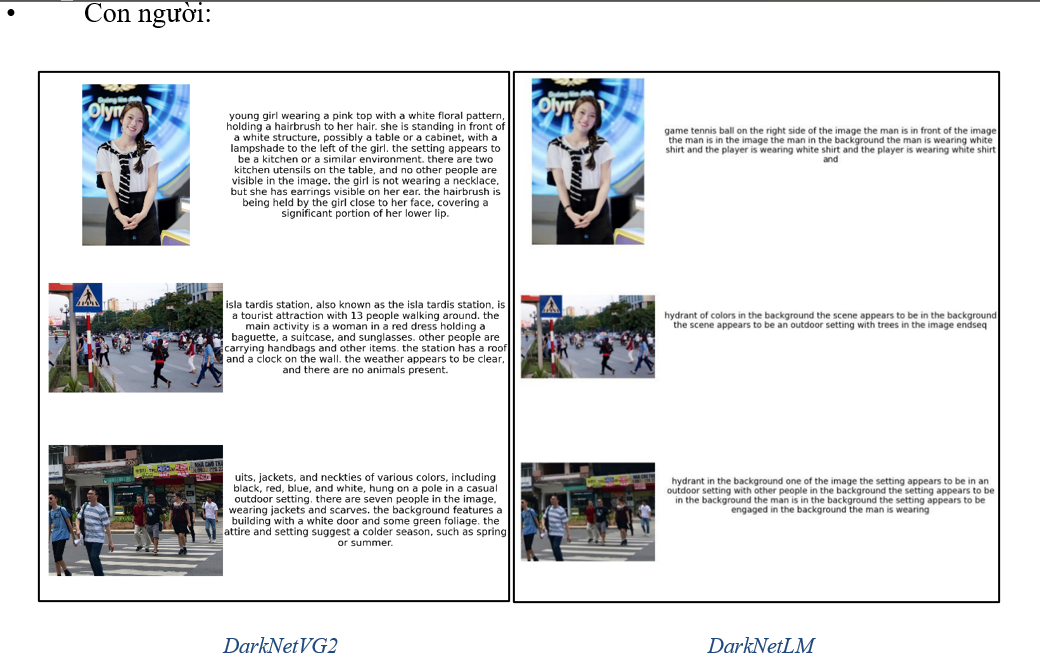 • Con người:
Olym
young girl wearing a pink top with a white floral pattern,
holding a hairbrush to her hair. she is standing in front of
a white structure, possibly a table or a cabinet, with a
lampshade to the left of the girl. the setting appears to
be a kitchen or a similar environment. there are two
kitchen utensils on the table, and no other people are
visible in the image. the girl is not wearing a necklace,
but she has earrings visible on her ear. the hairbrush is
being held by the girl close to her face, covering a
significant portion of her lower lip.
isla tardis station, also known as the isla tardis station, is
a tourist attraction with 13 people walking around. the
main activity is a woman in a red dress holding a
baguette, a suitcase, and sunglasses. other people are
carrying handbags and other items. the station has a roof
and a clock on the wall. the weather appears to be clear,
and there are no animals present.
uits, jackets, and neckties of various colors, including
black, red, blue, and white, hung on a pole in a casual
outdoor setting. there are seven people in the image,
wearing jackets and scarves. the background features a
building with a white door and some green foliage. the
attire and setting suggest a colder season, such as spring
or summer.
Olym
game tennis ball on the right side of the image the man is in front of the image
the man is in the image the man in the background the man is wearing white
shirt and the player is wearing white shirt and the player is wearing white shirt
and
hydrant of colors in the background the scene appears to be in the background
the scene appears to be an outdoor setting with trees in the image endseq
hydrant in the background one of the image the setting appears to be in an
outdoor setting with other people in the background the setting appears to be
in the background the man is in the background the setting appears to be
engaged in the background the man is wearing
DarkNetVG2
DarkNetLM